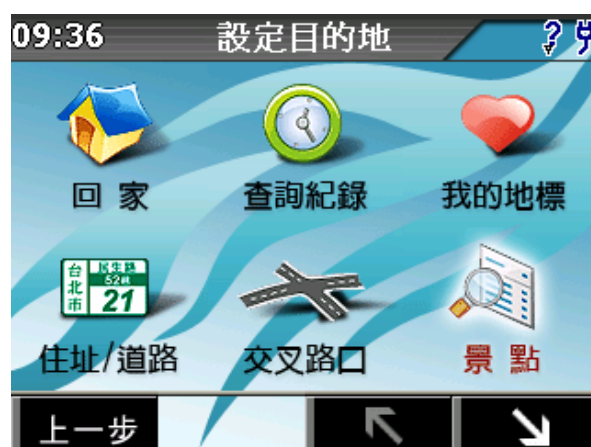 09:36 設定目的地
回 家 查詢紀錄 我的地標
台北市 民生路
52號
21
住址/道路 交叉路口 景 點
上一步